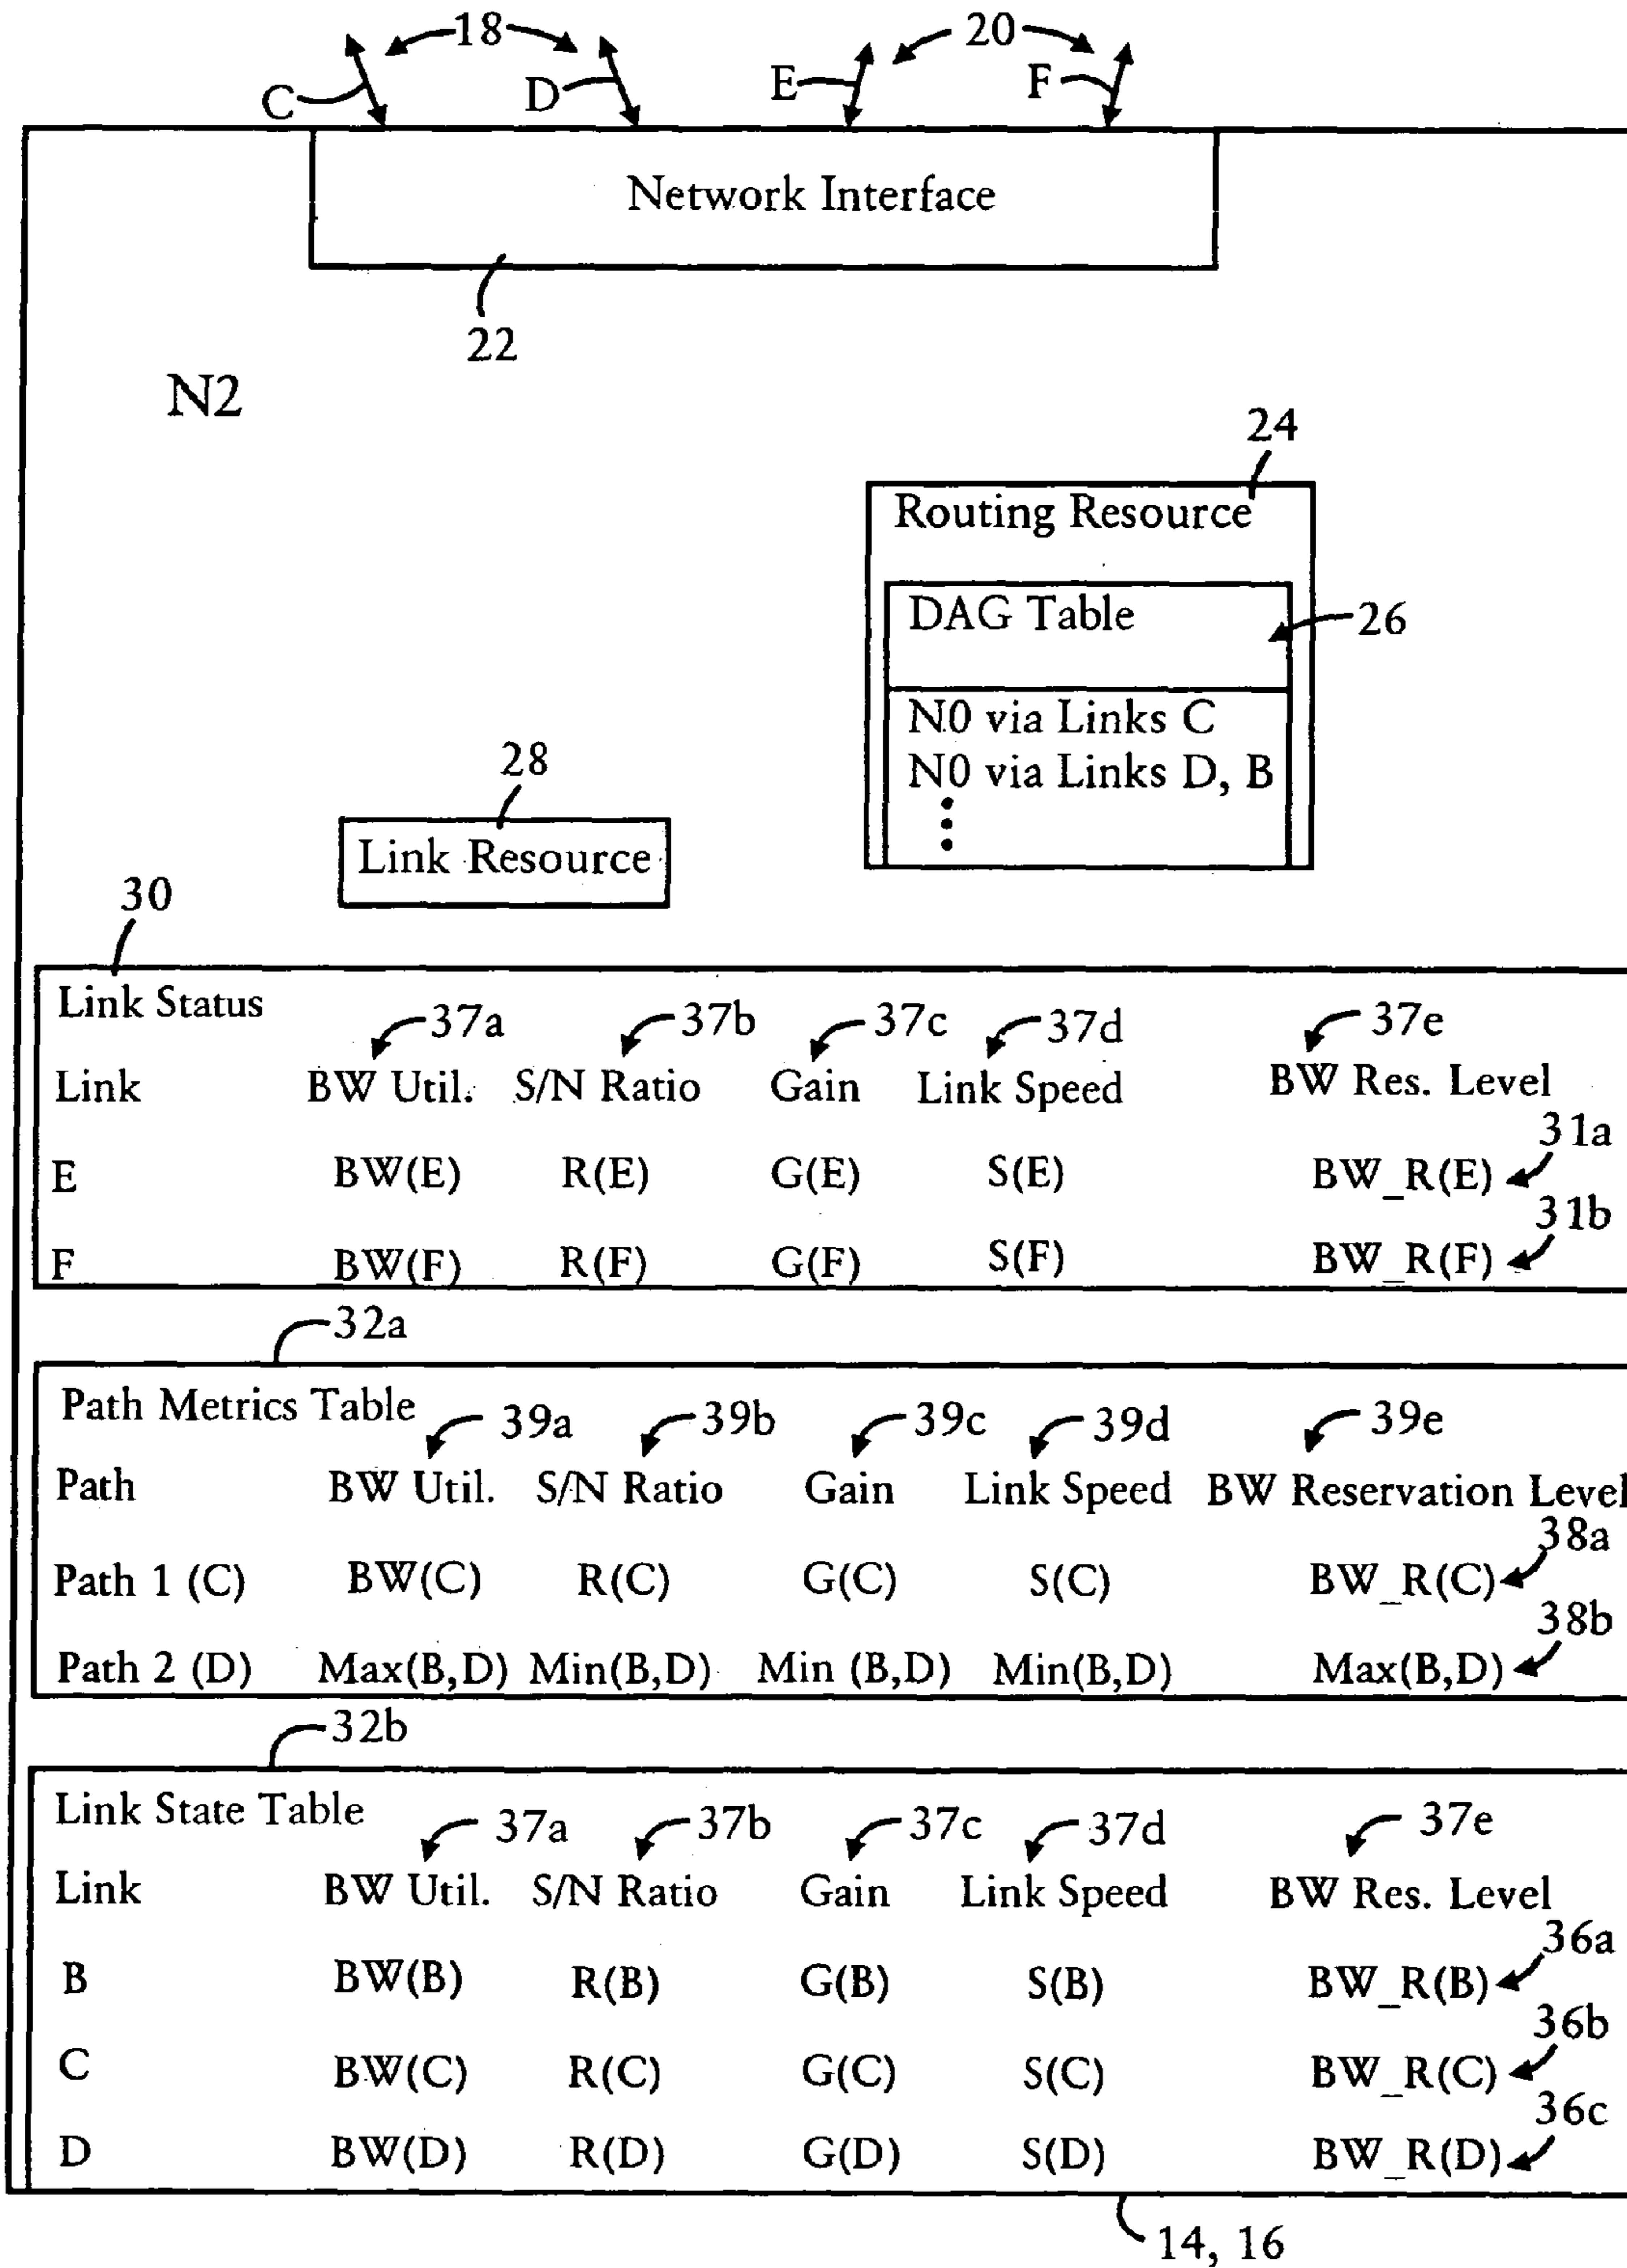 18 20
C D E F
Network Interface
22
N2
24
Routing Resource
DAG Table
26
N0 via Links C
N0 via Links D, B
28
Link Resource
30
Link Status
37a 37b 37c 37d 37e
Link BW Util. S/N Ratio Gain Link Speed BW Res. Level
31a
E BW(E) R(E) G(E) S(E) BW_R(E)
31b
F BW(F) R(F) G(F) S(F) BW_R(F)
32a
Path Metrics Table
39a 39b 39c 39d 39e
Path BW Util. S/N Ratio Gain Link Speed BW Reservation Level
38a
Path 1 (C) BW(C) R(C) G(C) S(C) BW_R(C)
38b
Path 2 (D) Max(B,D) Min(B,D) Min (B,D) Min(B,D) Max(B,D)
32b
Link State Table
37a 37b 37c 37d 37e
Link BW Util. S/N Ratio Gain Link Speed BW Res. Level
36a
B BW(B) R(B) G(B) S(B) BW_R(B)
36b
C BW(C) R(C) G(C) S(C) BW_R(C)
36c
D BW(D) R(D) G(D) S(D) BW_R(D)
14, 16